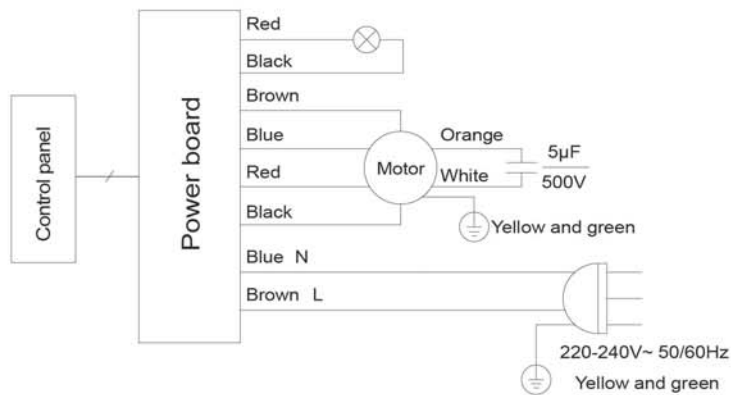 Control panel
Power board
Red
Black
Brown
Blue
Red
Black
Blue N
Brown L
Motor
Orange
White
5μF
500V
Yellow and green
220-240V~ 50/60Hz
Yellow and green